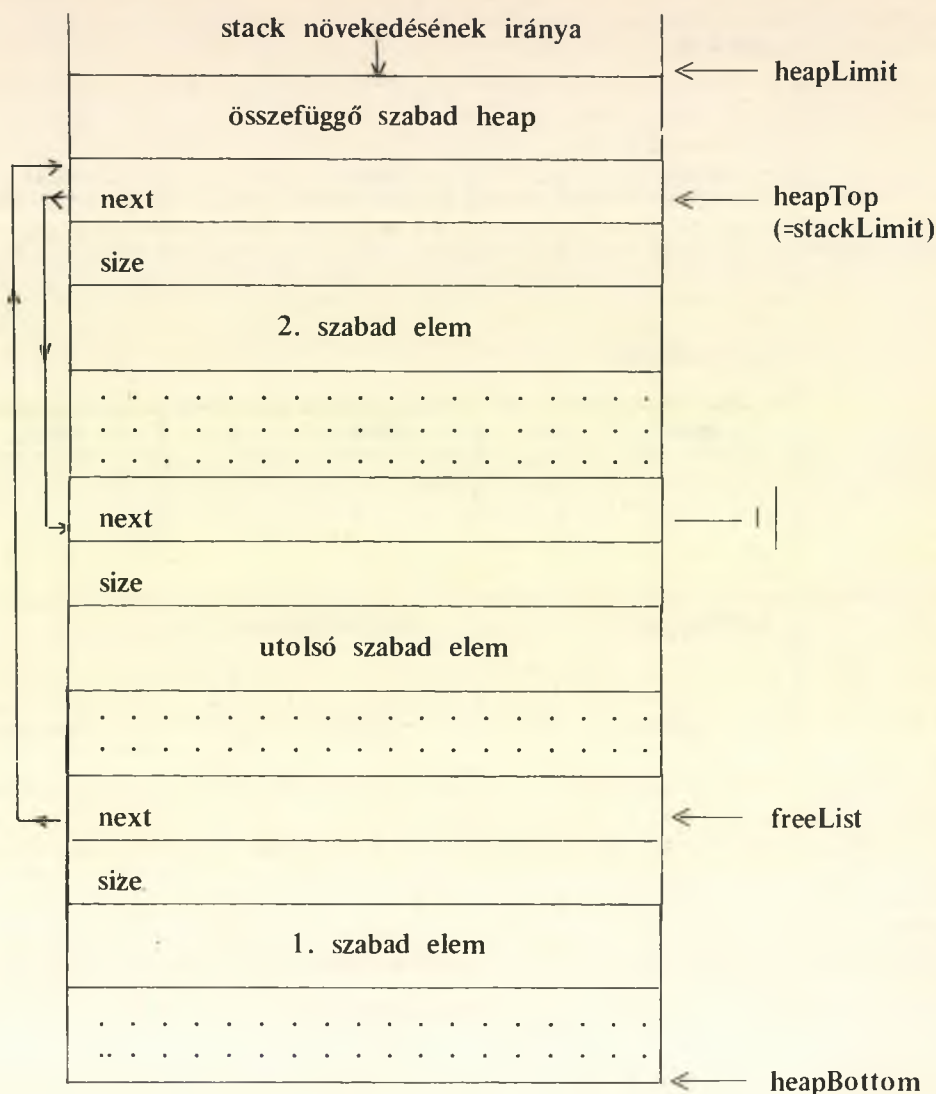 stack növekedésének iránya
heapLimit
összefüggő szabad heap
next
heapTop
(=stackLimit)
size
2. szabad elem
. . . . . . . . . . . . . . . . . .
. . . . . . . . . . . . . . . . . .
. . . . . . . . . . . . . . . . . .
next
size
utolsó szabad elem
. . . . . . . . . . . . . . . . . .
. . . . . . . . . . . . . . . . . .
next
freeList
size
1. szabad elem
. . . . . . . . . . . . . . . . . .
.. . . . . . . . . . . . . . . . . .
heapBottom